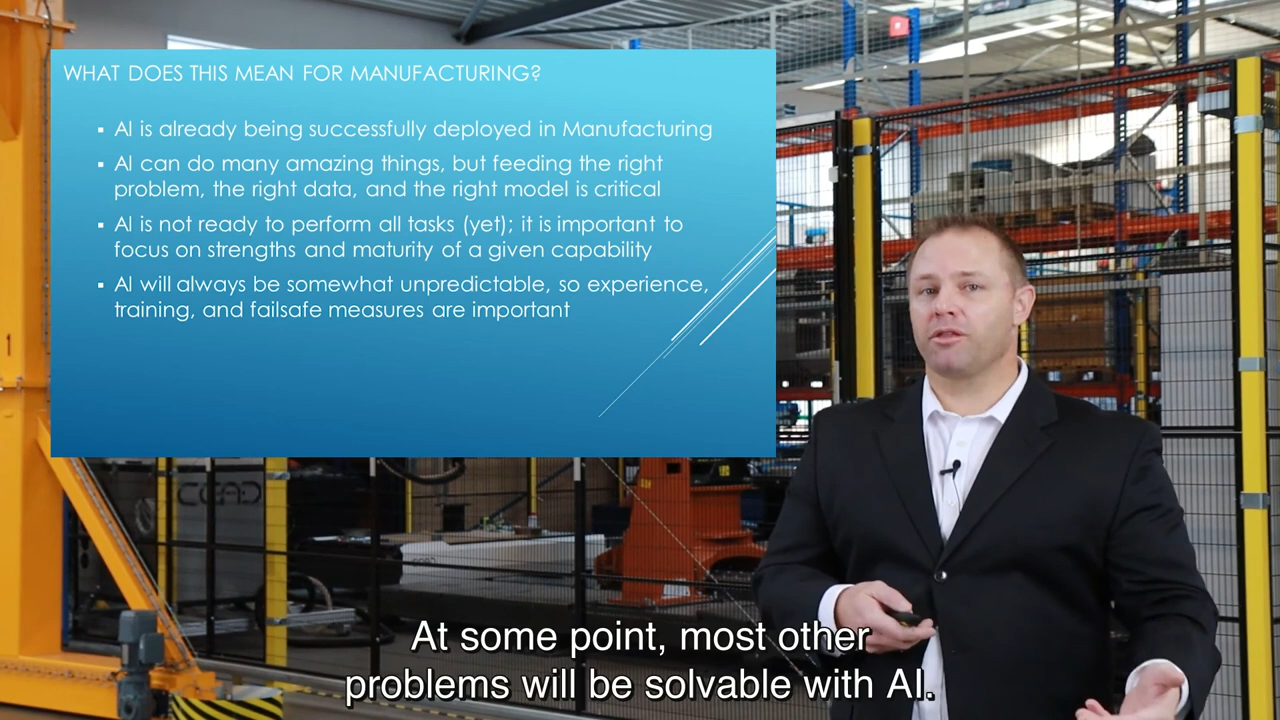 WHAT DOES THIS MEAN FOR MANUFACTURING?
▪ AI is already being successfully deployed in Manufacturing
▪ AI can do many amazing things, but feeding the right
problem, the right data, and the right model is critical
▪ AI is not ready to perform all tasks (yet); it is important to
focus on strengths and maturity of a given capability
▪ AI will always be somewhat unpredictable, so experience,
training, and failsafe measures are important
At some point, most other
problems will be solvable with AI.